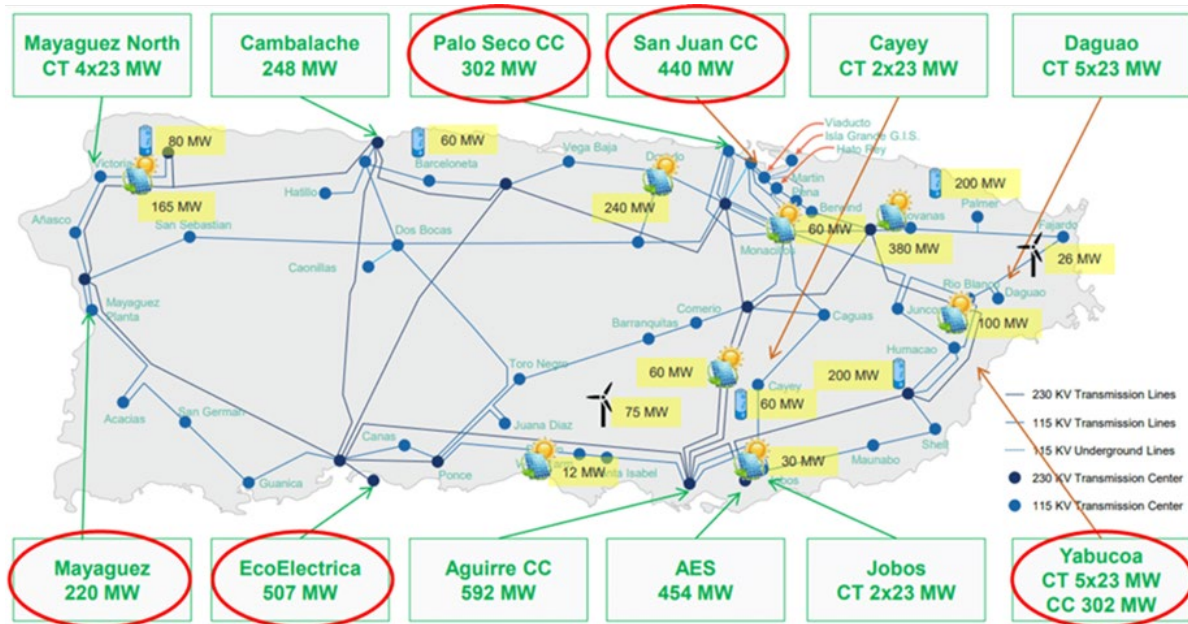 Mayaguez North
CT 4x23 MW
Cambalache
248 MW
Palo Seco CC
302 MW
San Juan CC
440 MW
Cayey
CT 2x23 MW
Daguao
CT 5x23 MW
Viaducto
Isla Grande G.I.S.
Hato Rey
80 MW
60 MW
Vega Baja
Victoria
Barceloneta
Martin
Pena
200 MW
Hatillo
165 MW
240 MW
Berwind
Palmer
Añasco
San Sebastian
Dos Bocas
60 MW
Monacillos
380 MW
Fajardo
26 MW
Caonillas
Rio Blanco
Daguao
Mayaguez
Planta
Comerio
Barranquitas
Caguas
Juncos
100 MW
Humacao
Toro Negro
60 MW
200 MW
Cayey
60 MW
75 MW
Acacias
San German
Juana Diaz
Canas
Ponce
Shell
Maunabo
30 MW
12 MW
Isabel
Guanica
230 KV Transmission Lines
115 KV Transmission Lines
115 KV Underground Lines
230 KV Transmission Center
115 KV Transmission Center
Mayaguez
220 MW
EcoElectrica
507 MW
Aguirre CC
592 MW
AES
454 MW
Jobos
CT 2x23 MW
Yabucoa
CT 5x23 MW
CC 302 MW